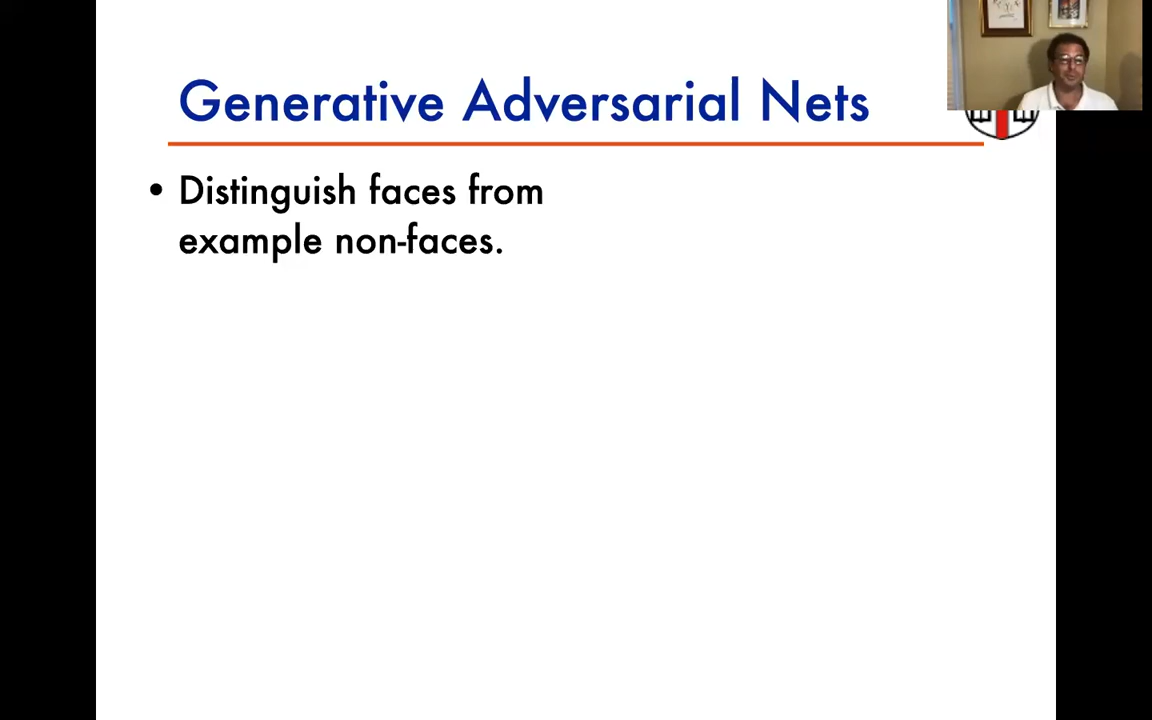 Generative Adversarial Nets
• Distinguish faces from
example non-faces.